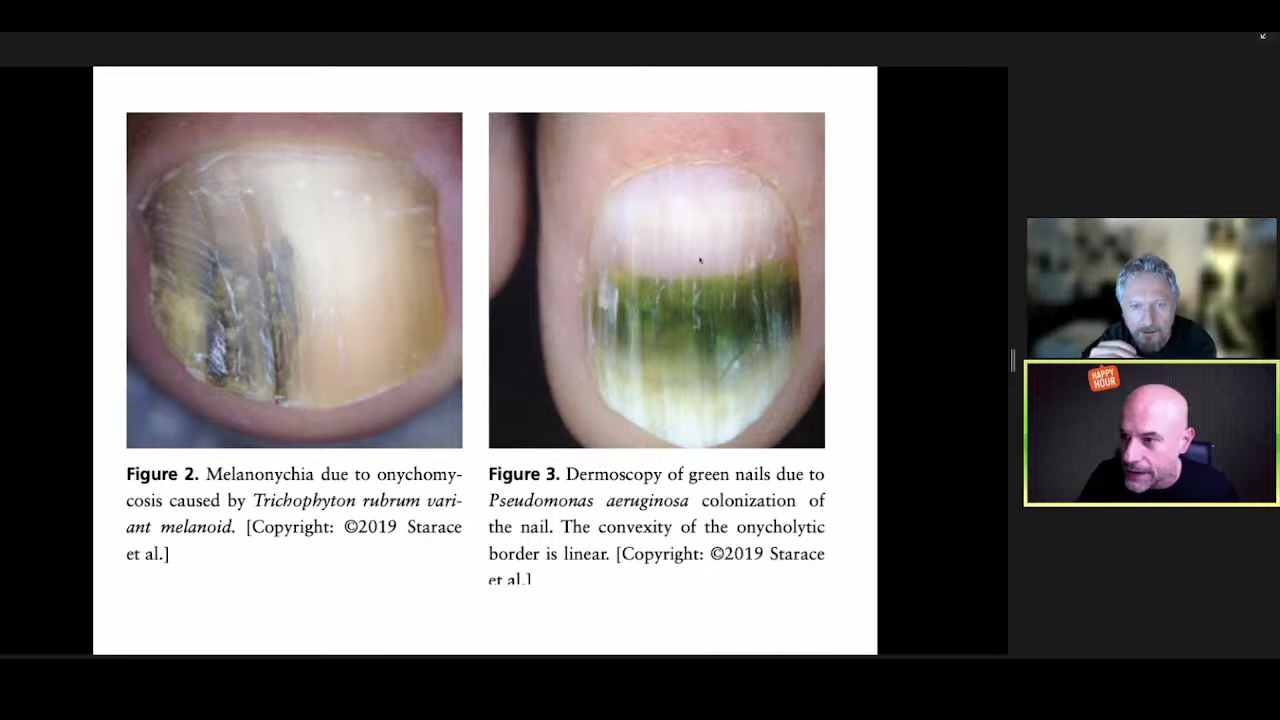 Figure 2. Melanonychia due to onychomy-
cosis caused by Trichophyton rubrum vari-
ant melanoid. [Copyright: ©2019 Starace
et al.]
Figure 3. Dermoscopy of green nails due to
Pseudomonas aeruginosa colonization of
the nail. The convexity of the onycholytic
border is linear. [Copyright: ©2019 Starace
et al.]
HAPPY
HOUR